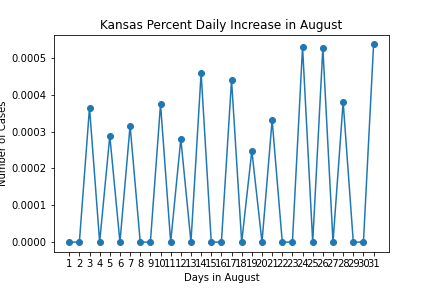 Kansas Percent Daily Increase in August
0.0005
0.0004
0.0003
0.0002
0.0001
0.0000
Number of Cases
1 2 3 4 5 6 7 8 9 10 11 12 13 14 15 16 17 18 19 20 21 22 23 24 25 26 27 28 29 30 31
Days in August